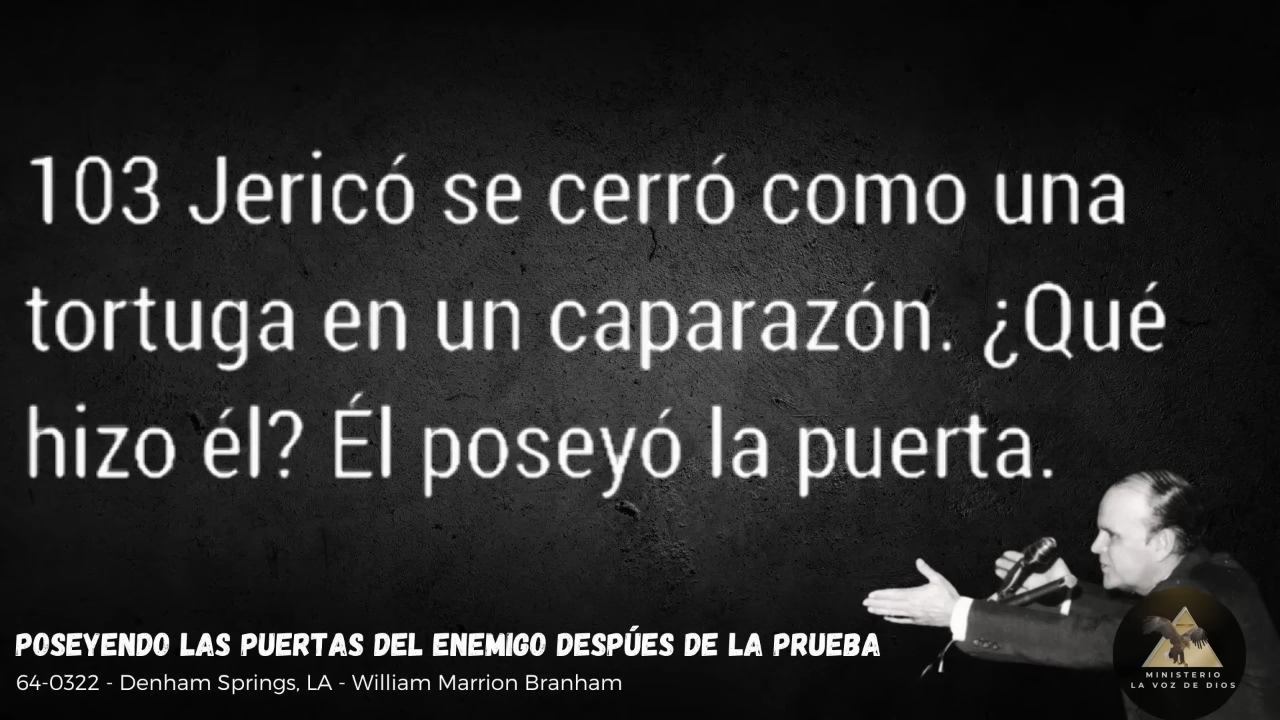 103 Jericó se cerró como una
tortuga en un caparazón. ¿Qué
hizo él? Él poseyó la puerta.
POSEYENDO LAS PUERTAS DEL ENEMIGO DESPÚES DE LA PRUEBA
64-0322 - Denham Springs, LA - William Marrion Branham
MINISTERIO
LA VOZ DE DIOS